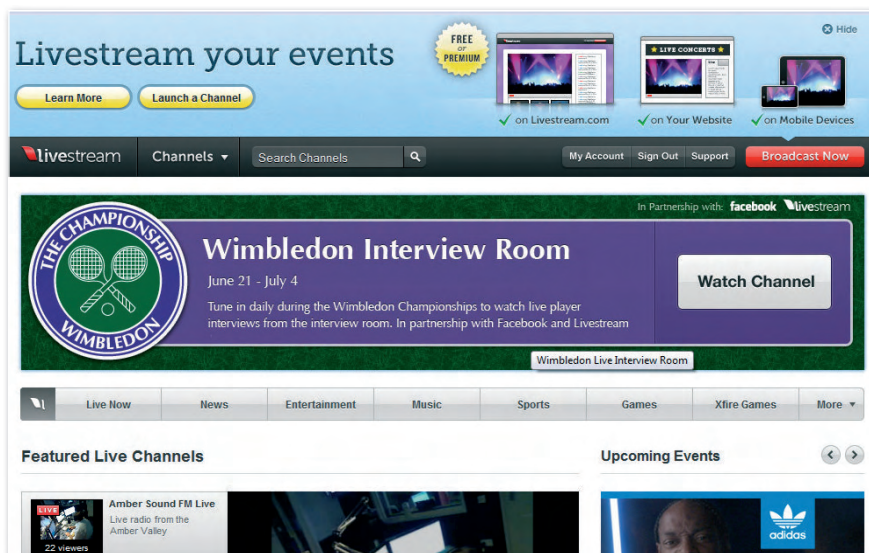 Livestream your events
FREE
or
PREMIUM
Hide
Learn More
Launch a Channel
LIVE CONCERTS
on Livestream.com
on Your Website
on Mobile Devices
livestream
Channels
Search Channels
My Account
Sign Out
Support
Broadcast Now
In Partnership with: facebook livestream
THE CHAMPIONSHIP
WIMBLEDON
Wimbledon Interview Room
June 21 - July 4
Tune in daily during the Wimbledon Championships to watch live player
interviews from the interview room. In partnership with Facebook and Livestream
Watch Channel
Wimbledon Live Interview Room
Live Now
News
Entertainment
Music
Sports
Games
Xfire Games
More
Featured Live Channels
Upcoming Events
LIVE
22 viewers
Amber Sound FM Live
Live radio from the
Amber Valley
adidas